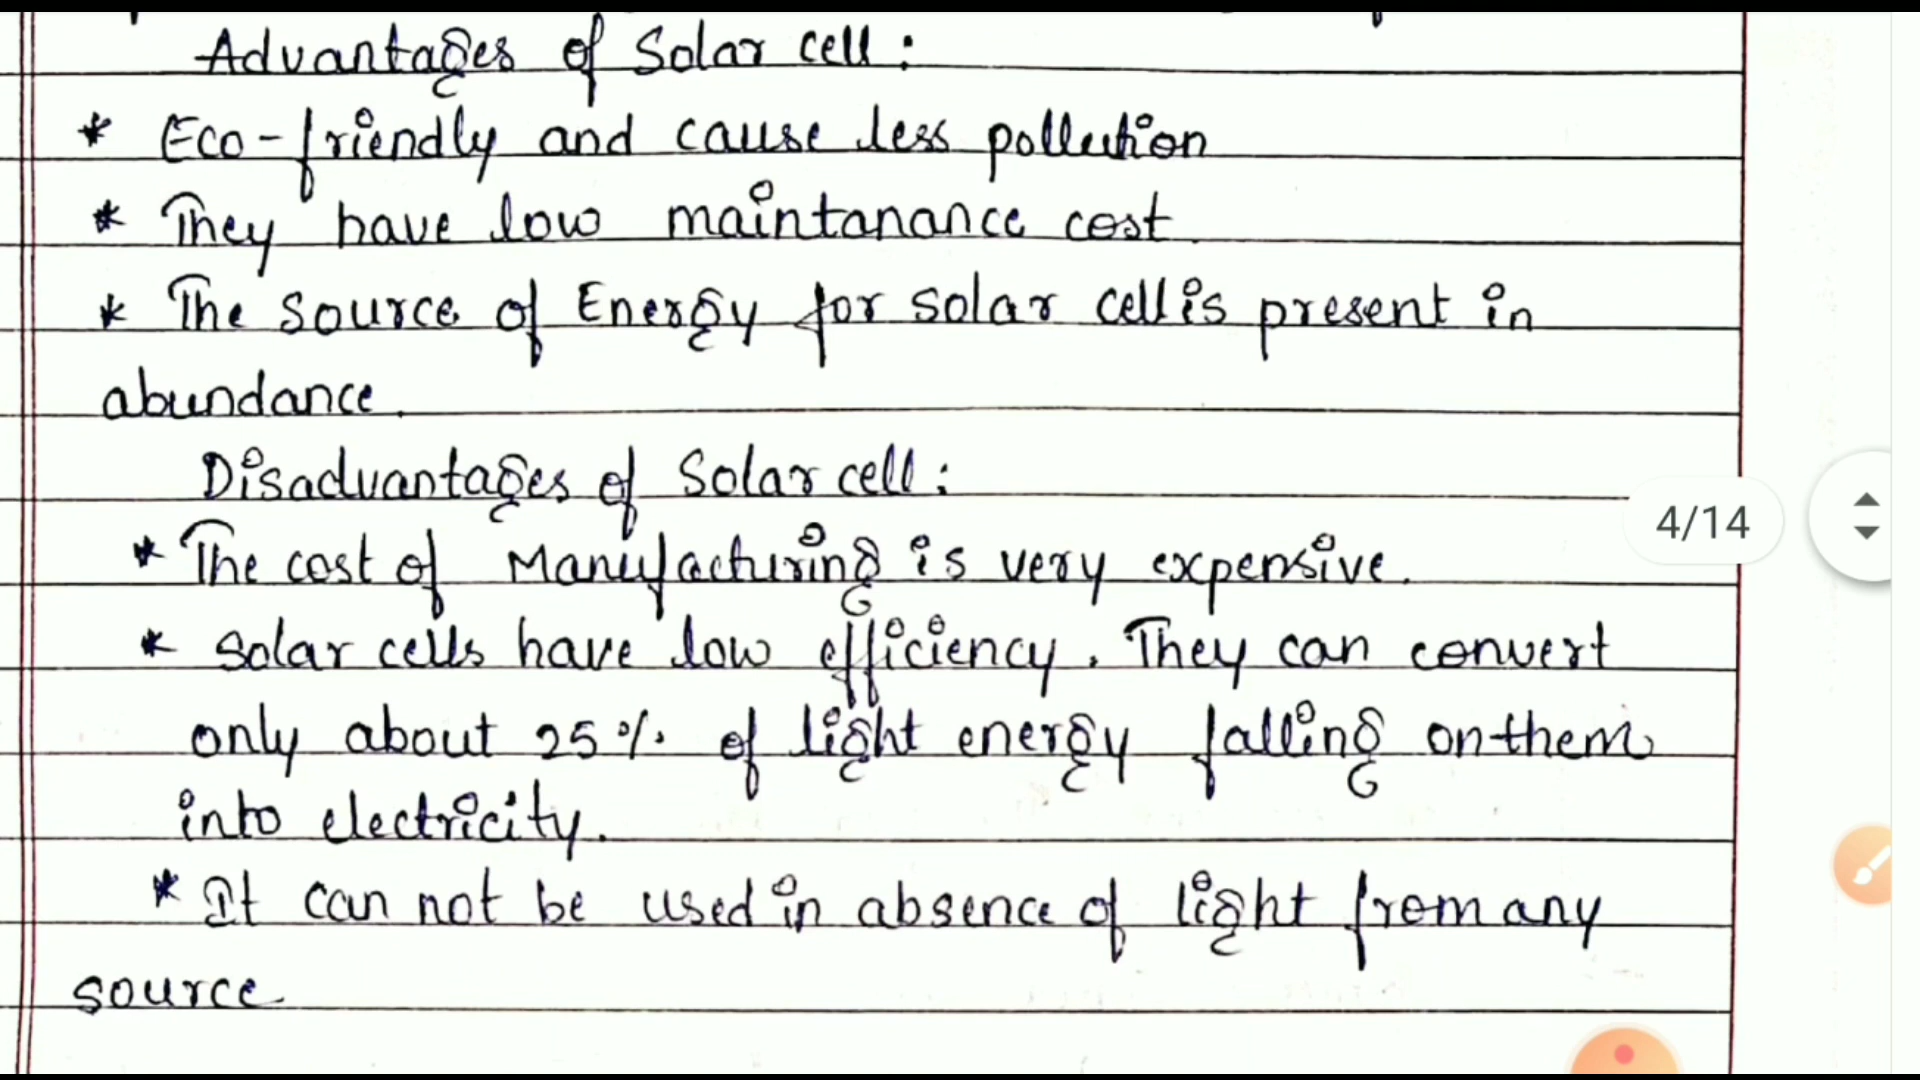 Advantages of Solar cell:
* Eco-friendly and cause less pollution
* They have low maintanance cost.
* The Source of Energy for solar cell is present in
abundance.
Disadvantages of Solar cell:
* The cost of Manufacturing is very expensive.
* Solar cells have low efficiency. They can convert
only about 25% of light energy falling on them
into electricity.
* It can not be used in absence of light from any
source
4/14